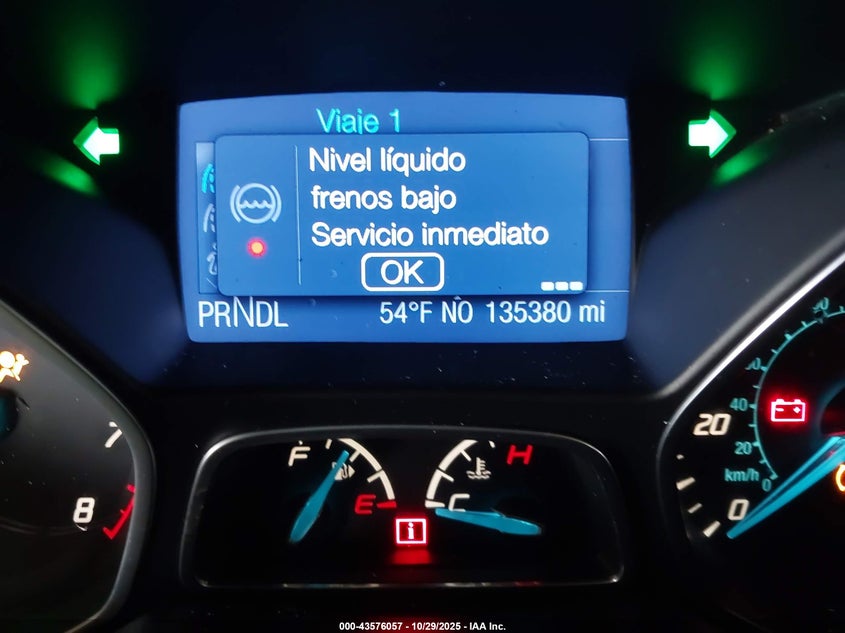 Viaje 1
Nivel líquido
frenos bajo
Servicio inmediato
OK
PRNDL 54°F NO 135380 mi
7
8
F
E
H
C
20
0
40
20
km/h
0
000-43576057 - 10/29/2025 - IAA Inc.